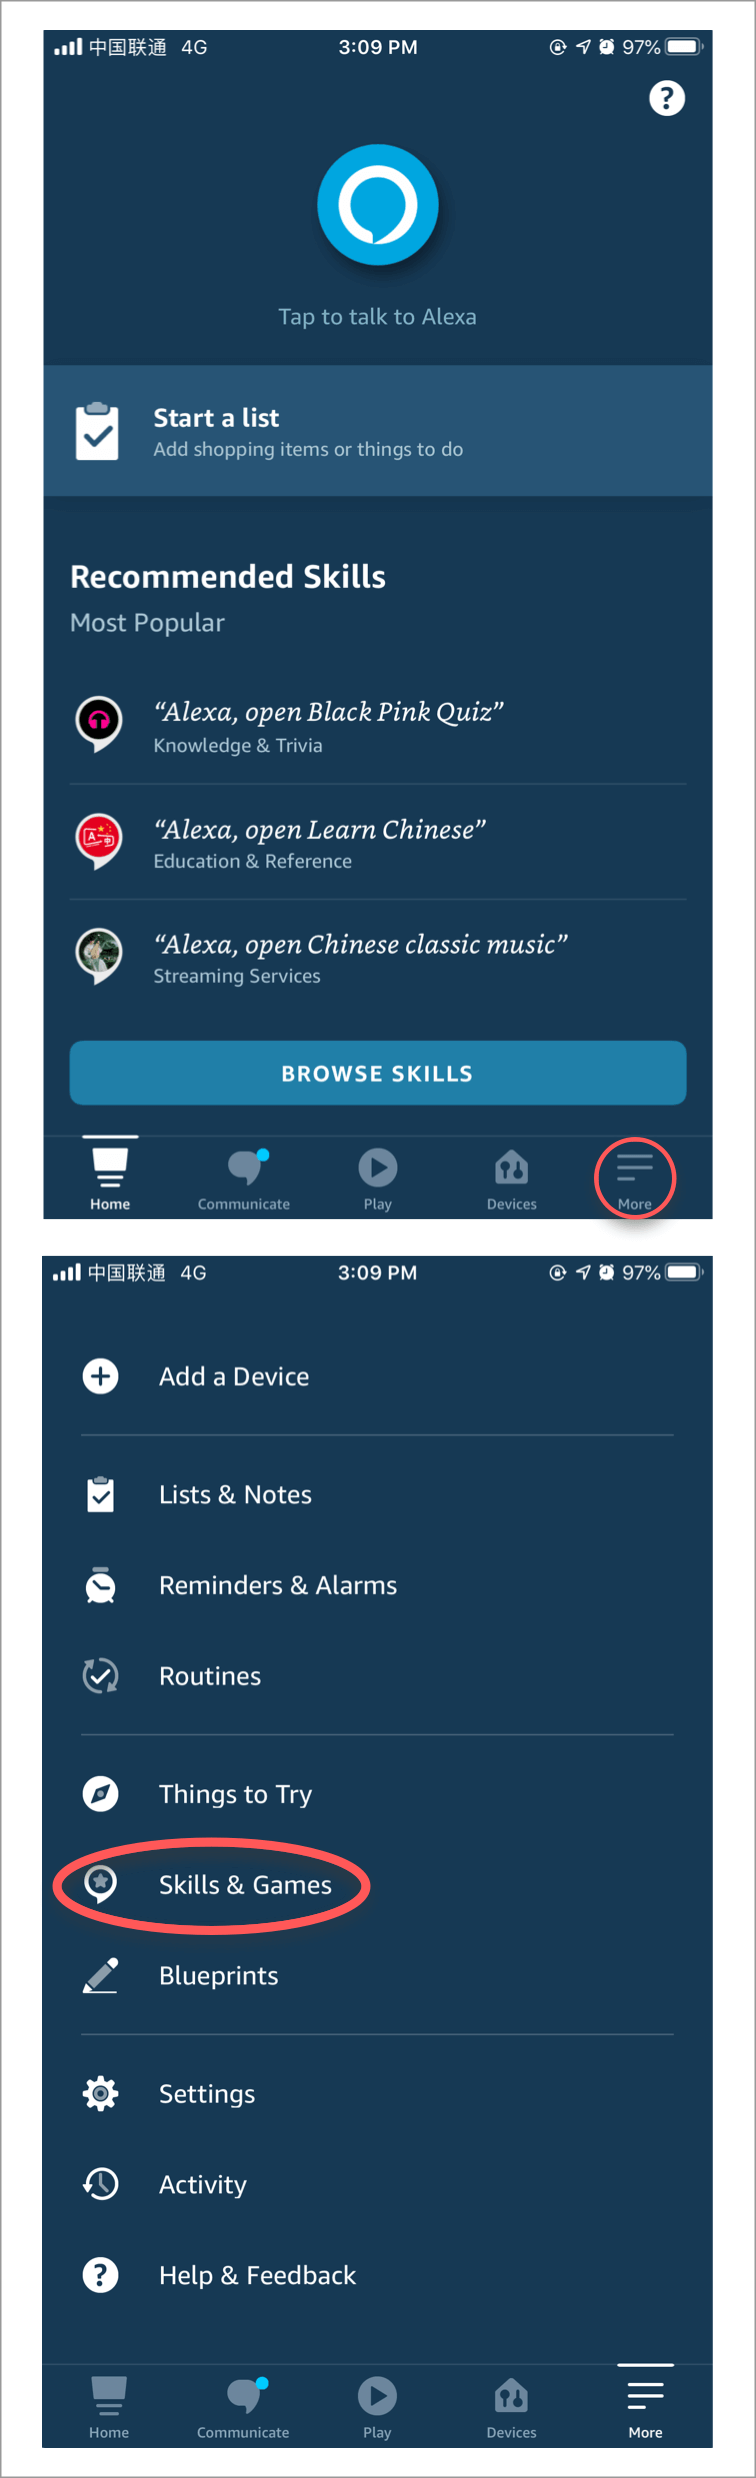 中国联通 4G 3:09 PM 97%
?
Tap to talk to Alexa
Start a list
Add shopping items or things to do
Recommended Skills
Most Popular
“Alexa, open Black Pink Quiz”
Knowledge & Trivia
“Alexa, open Learn Chinese”
Education & Reference
“Alexa, open Chinese classic music”
Streaming Services
BROWSE SKILLS
Home Communicate Play Devices More
中国联通 4G 3:09 PM 97%
Add a Device
Lists & Notes
Reminders & Alarms
Routines
Things to Try
Skills & Games
Blueprints
Settings
Activity
? Help & Feedback
Home Communicate Play Devices More